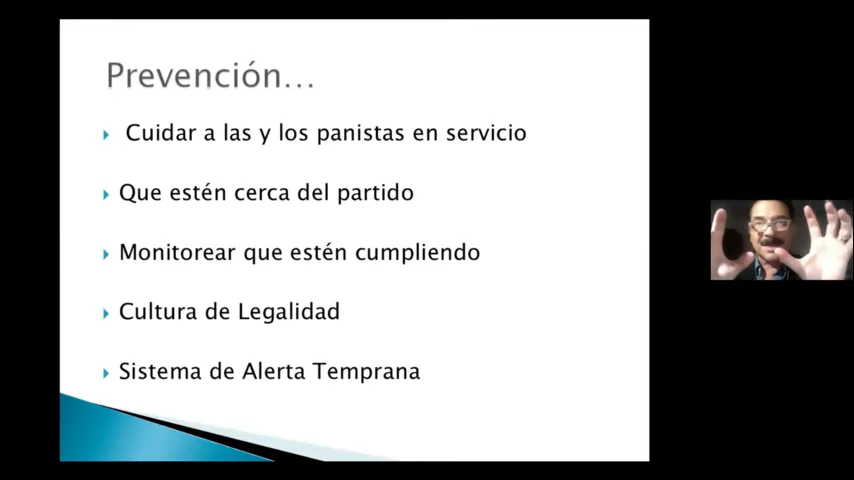 Prevención...
Cuidar a las y los panistas en servicio
Que estén cerca del partido
Monitorear que estén cumpliendo
Cultura de Legalidad
Sistema de Alerta Temprana